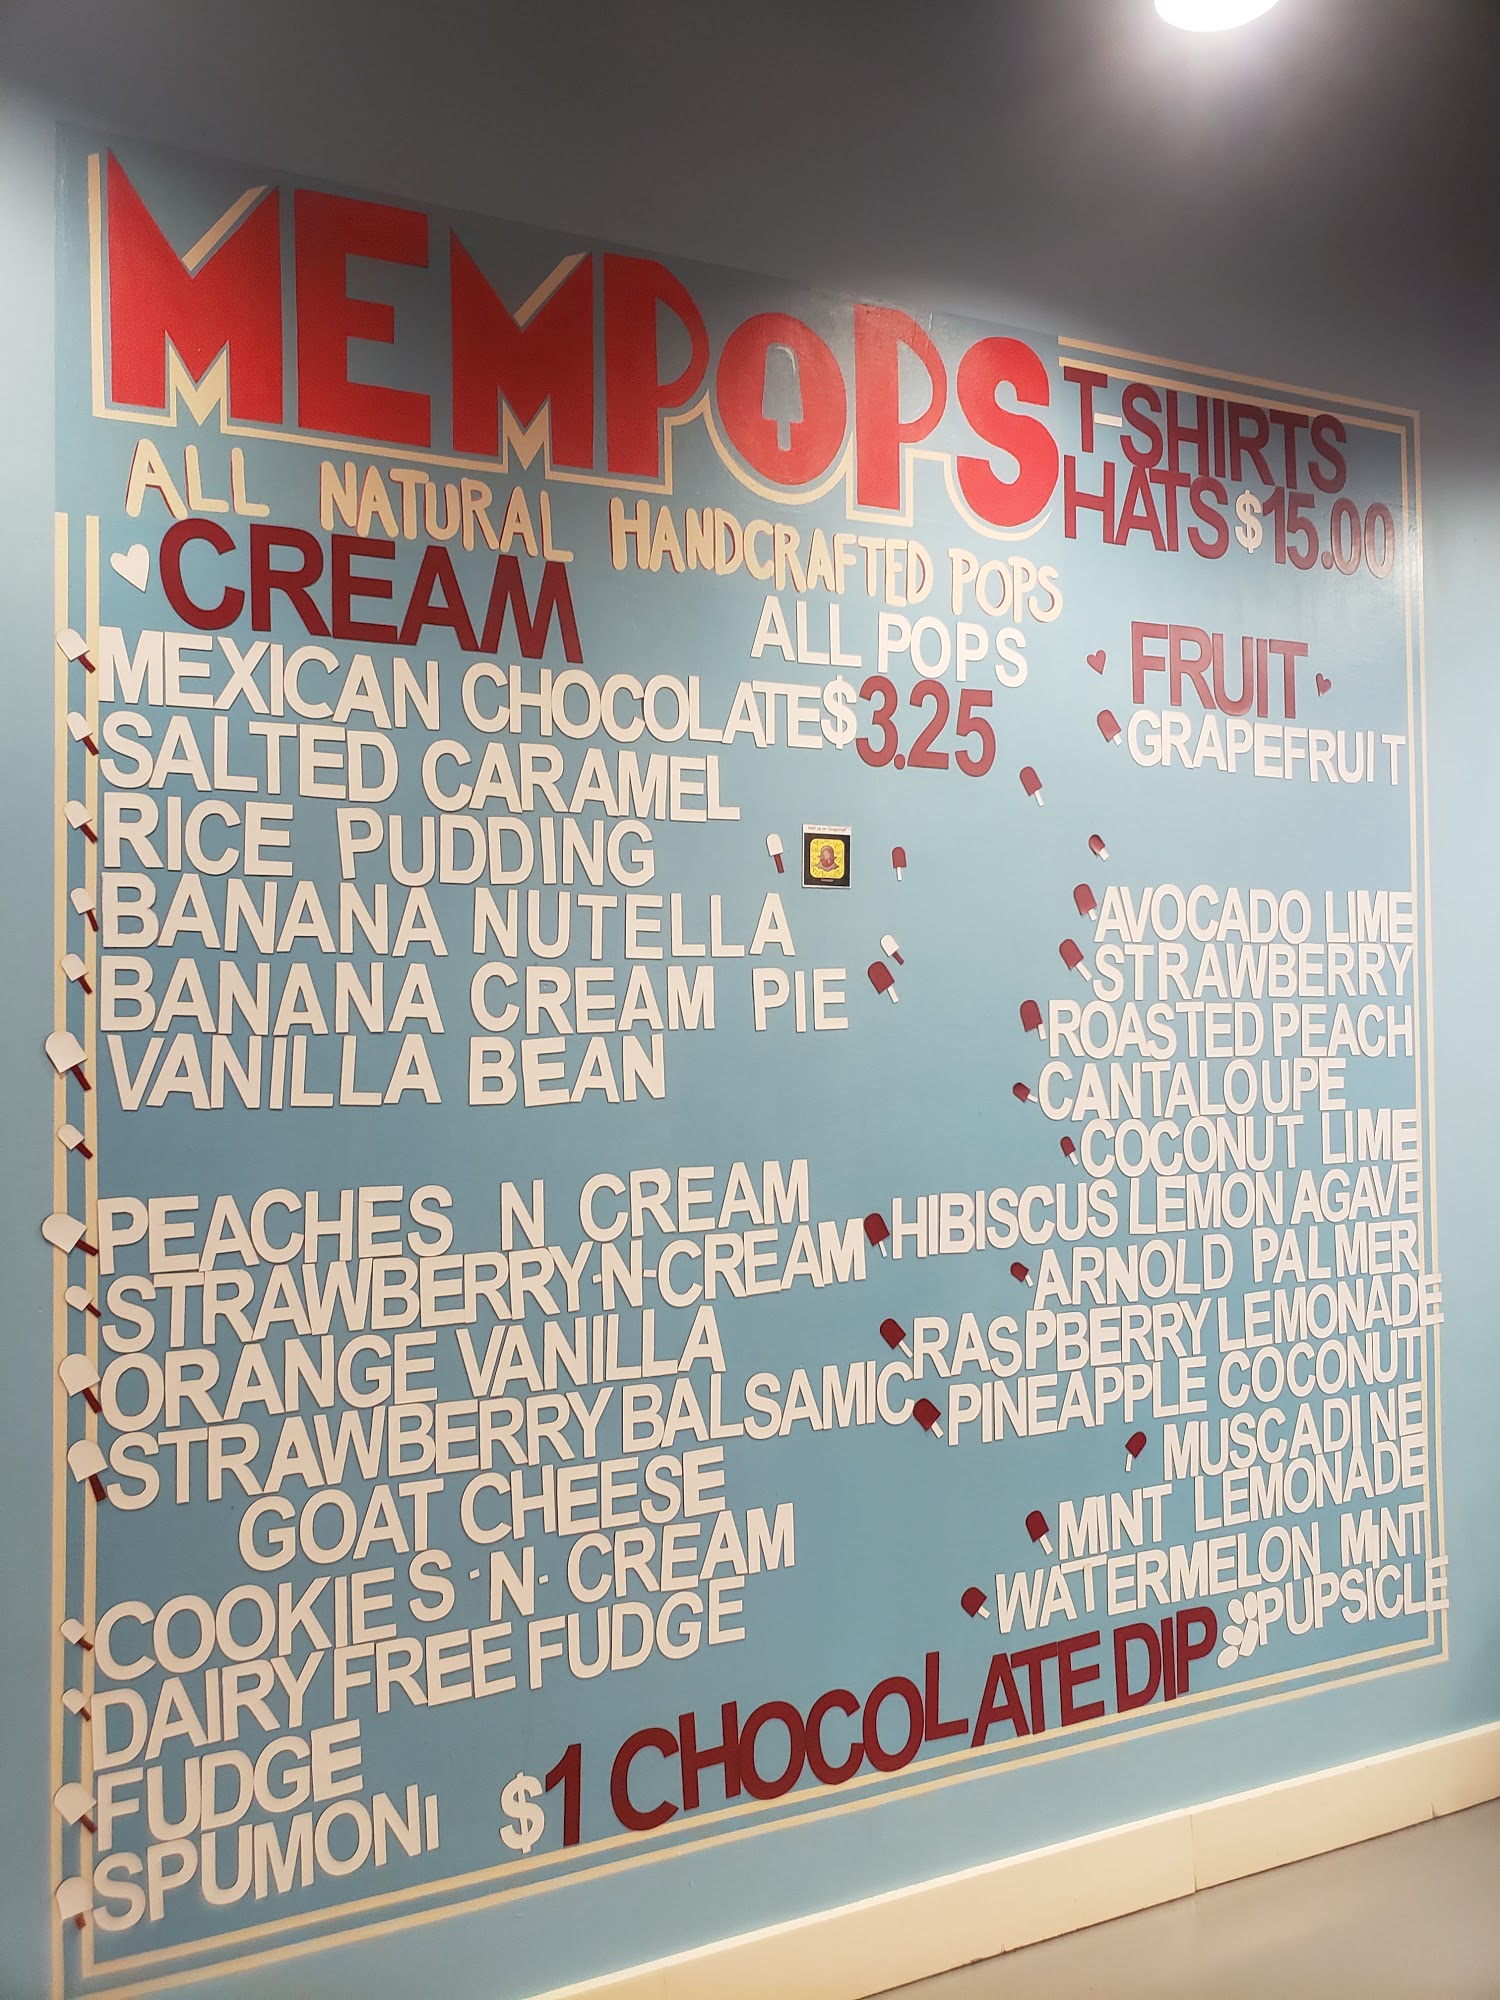 MEMPOPS
T-SHIRTS
HATS $15.00
ALL NATURAL HANDCRAFTED POPS
ALL POPS
$3.25
CREAM
MEXICAN CHOCOLATE
SALTED CARAMEL
RICE PUDDING
BANANA NUTELLA
BANANA CREAM PIE
VANILLA BEAN
PEACHES N CREAM
STRAWBERRY-N-CREAM
ORANGE VANILLA
STRAWBERRY BALSAMIC
GOAT CHEESE
COOKIES -N- CREAM
DAIRY FREE FUDGE
FUDGE
SPUMONI
FRUIT
GRAPEFRUIT
AVOCADO LIME
STRAWBERRY
ROASTED PEACH
CANTALOUPE
COCONUT LIME
HIBISCUS LEMON AGAVE
ARNOLD PALMER
RASPBERRY LEMONADE
PINEAPPLE COCONUT
MUSCADINE
MINT LEMONADE
WATERMELON MINT
PUPSICLE
$1 CHOCOLATE DIP